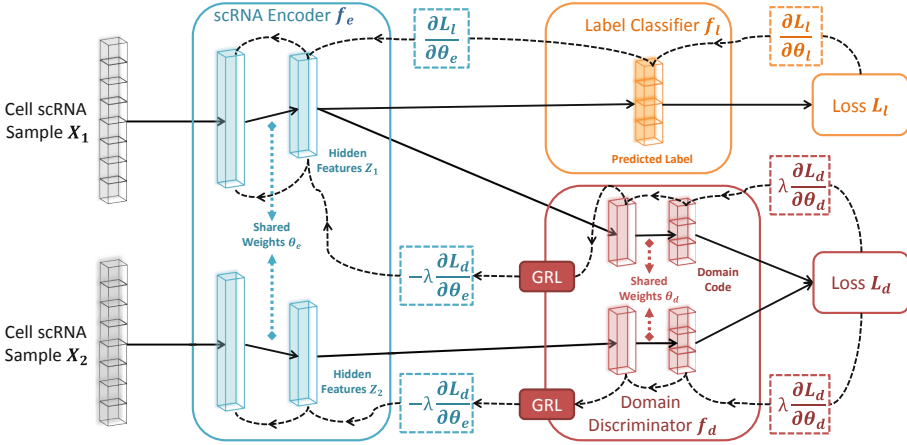 scRNA Encoder f_e
∂L_l
∂θ_e
Label Classifier f_l
∂L_l
∂θ_l
Cell scRNA
Sample X_1
Loss L_l
Hidden
Features Z_1
Predicted Label
Shared
Weights θ_e
−λ ∂L_d
∂θ_e
GRL
Shared
Weights θ_d
Domain
Code
λ ∂L_d
∂θ_d
Loss L_d
Cell scRNA
Sample X_2
Hidden
Features Z_2
−λ ∂L_d
∂θ_e
GRL
Domain
Discriminator f_d
λ ∂L_d
∂θ_d